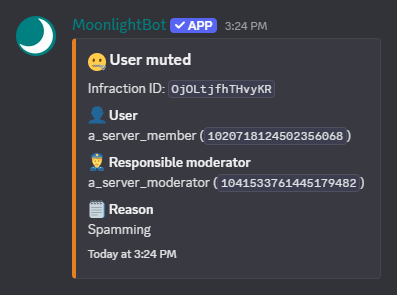 MoonlightBot ✓ APP 3:24 PM
User muted
Infraction ID: OjOLtjfhTHvyKR
User
a_server_member (1020718124502356068)
Responsible moderator
a_server_moderator (1041533761445179482)
Reason
Spamming
Today at 3:24 PM